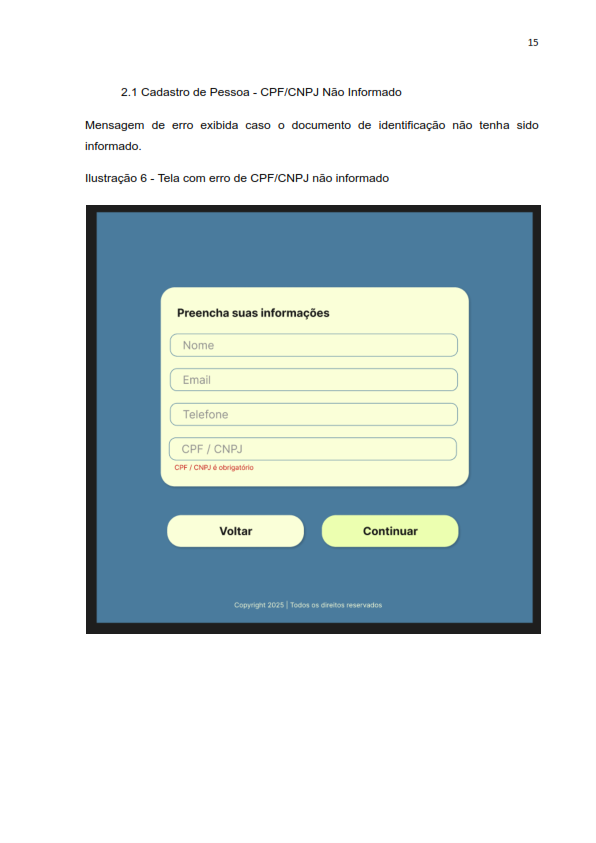 15
2.1 Cadastro de Pessoa - CPF/CNPJ Não Informado
Mensagem de erro exibida caso o documento de identificação não tenha sido
informado.
Ilustração 6 - Tela com erro de CPF/CNPJ não informado
Preencha suas informações
Nome
Email
Telefone
CPF / CNPJ
CPF / CNPJ é obrigatório
Voltar Continuar
Copyright 2025 | Todos os direitos reservados